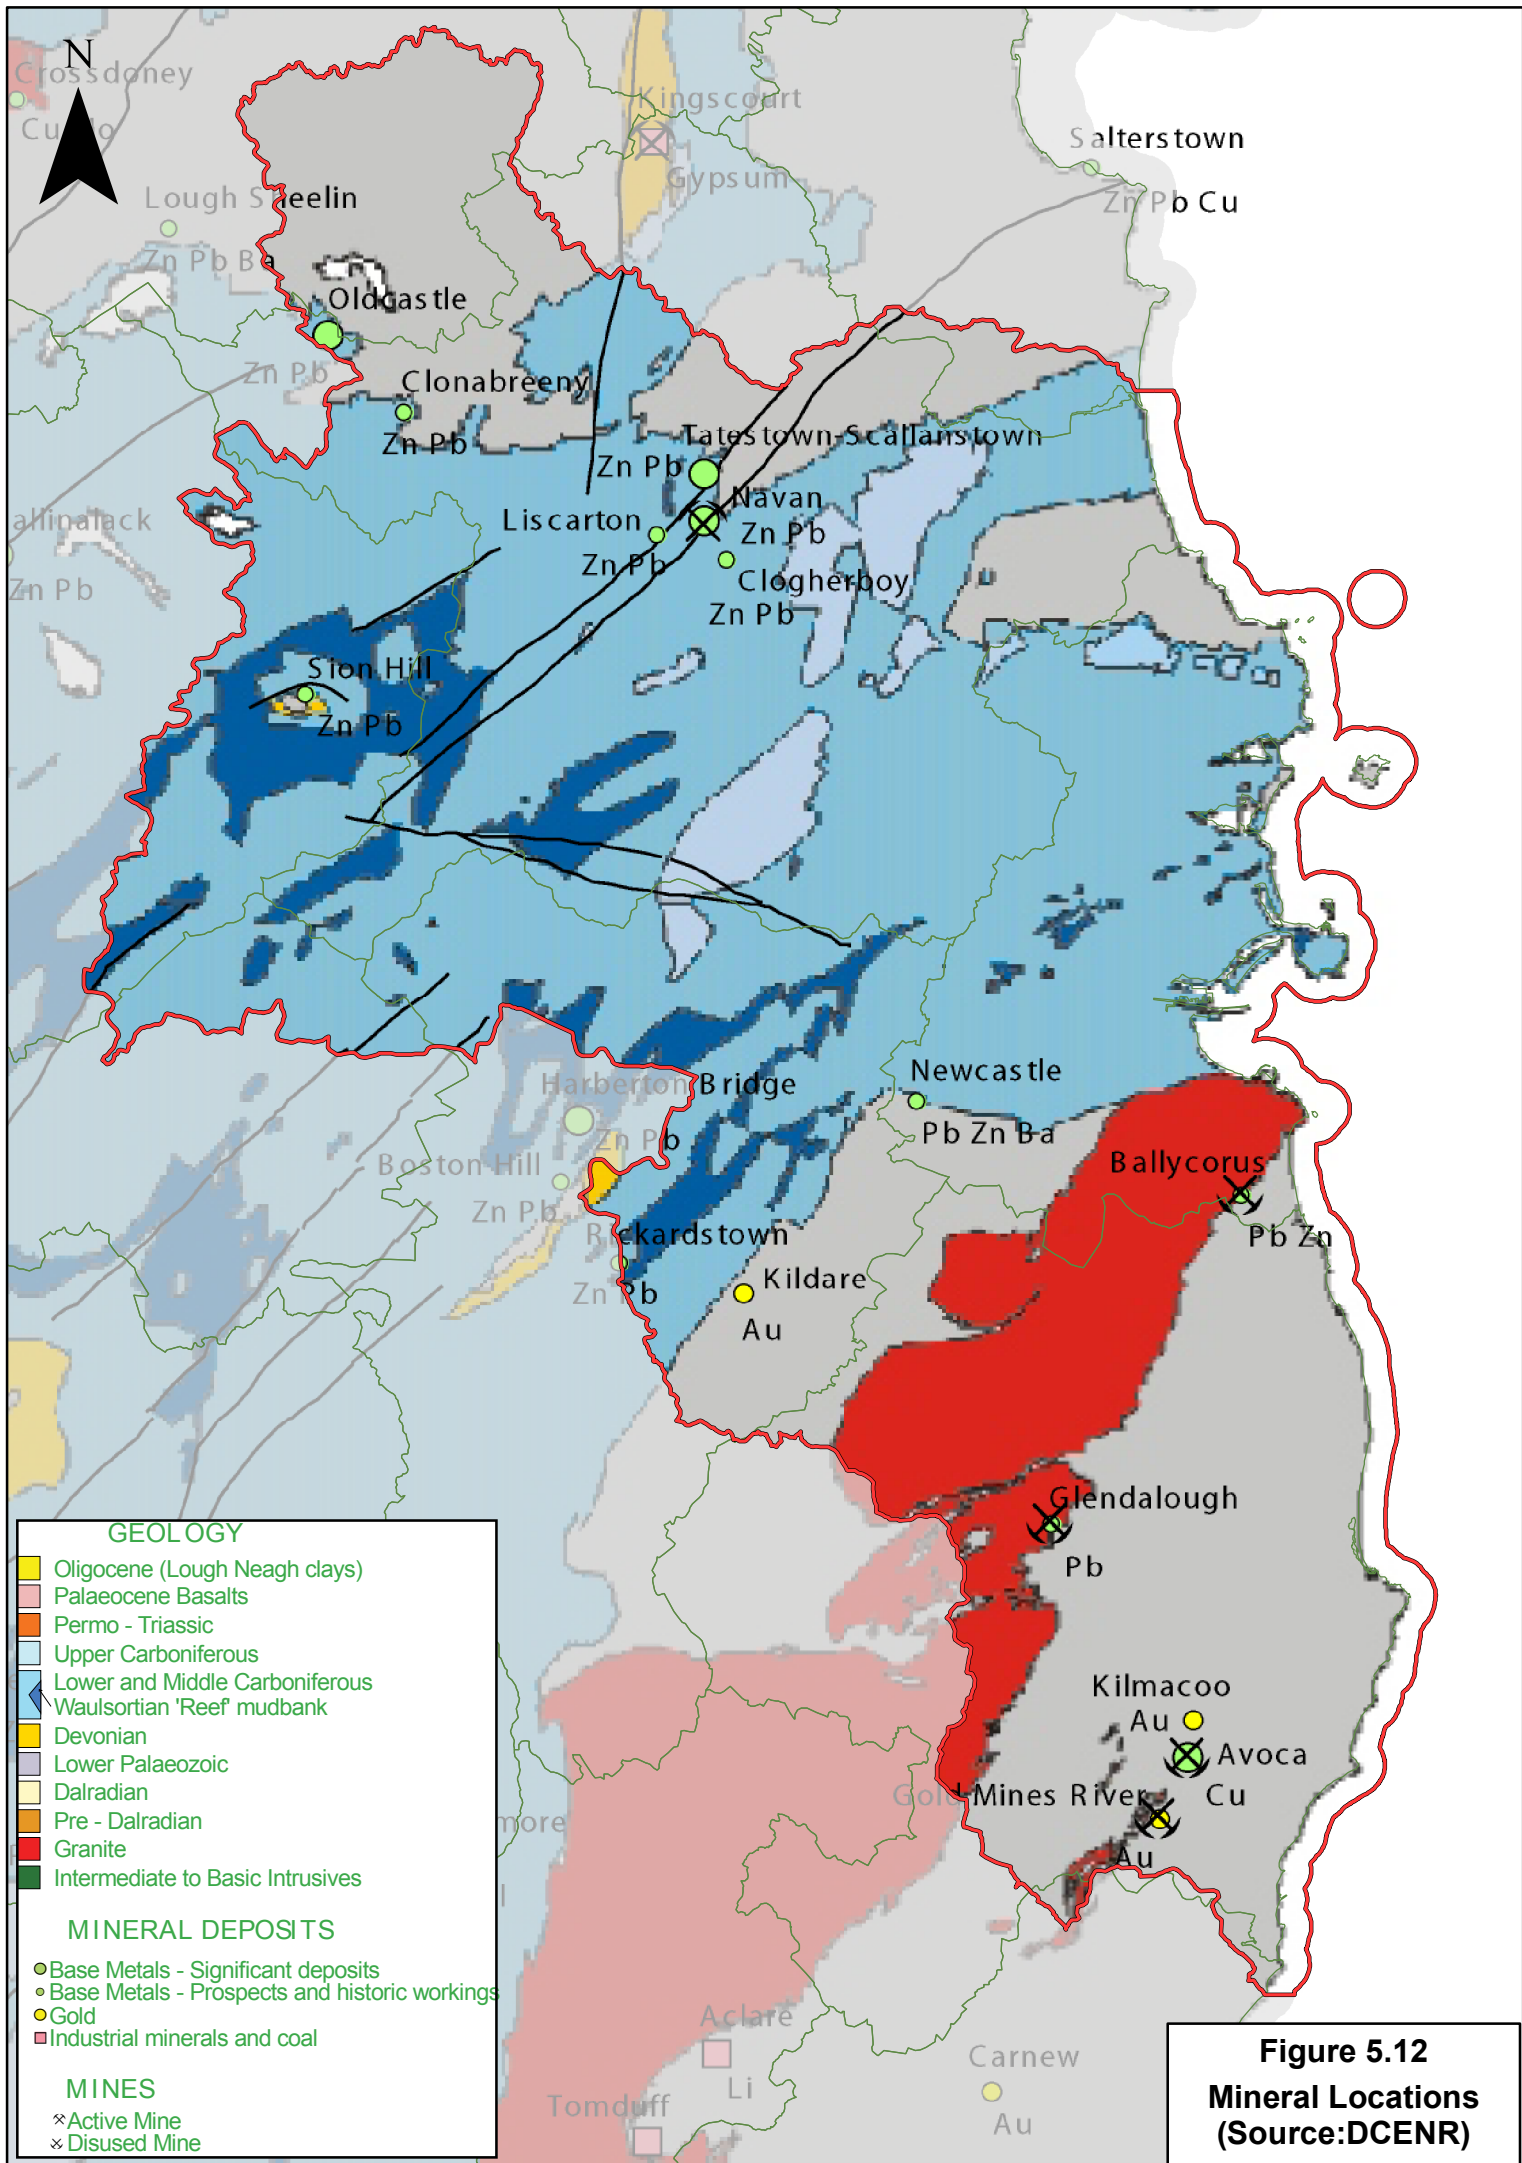 N
Crossdoney
Kingscourt
Gypsum
Salterstown
Zn Pb Cu
Lough Sheelin
Zn Pb Ba
Oldcastle
Zn Pb
Clonabreeny
Zn Pb
Tatestown-Scallanstown
Zn Pb
Navan
Zn Pb
Liscarton
Zn Pb
Clogherboy
Zn Pb
allinalack
Zn Pb
Sion Hill
Zn Pb
Harberton Bridge
Zn Pb
Newcastle
Pb Zn Ba
Boston Hill
Zn Pb
Ballycorus
Pb Zn
Rickardstown
Zn Pb
Kildare
Au
Glendalough
Pb
Kilmacoo
Au
Avoca
Cu
Gold Mines River
Au
more
Aclare
Li
Carnew
Au
Tomduff
GEOLOGY
Oligocene (Lough Neagh clays)
Palaeocene Basalts
Permo - Triassic
Upper Carboniferous
Lower and Middle Carboniferous
Waulsortian 'Reef' mudbank
Devonian
Lower Palaeozoic
Dalradian
Pre - Dalradian
Granite
Intermediate to Basic Intrusives
MINERAL DEPOSITS
Base Metals - Significant deposits
Base Metals - Prospects and historic workings
Gold
Industrial minerals and coal
MINES
Active Mine
Disused Mine
Figure 5.12
Mineral Locations
(Source:DCENR)